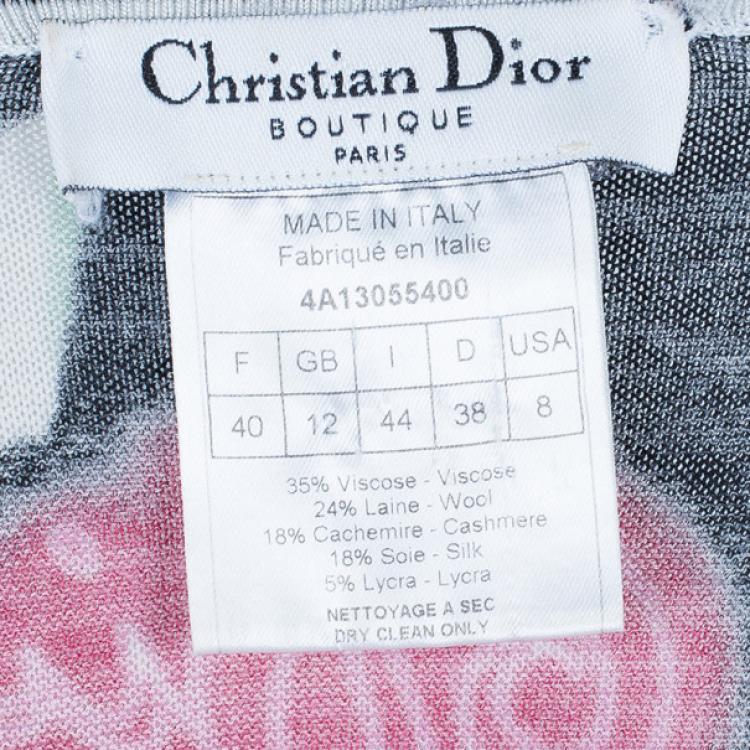 Christian Dior
BOUTIQUE
PARIS
MADE IN ITALY
Fabriqué en Italie
4A13055400
F GB I D USA
40 12 44 38 8
35% Viscose - Viscose
24% Laine - Wool
18% Cachemire - Cashmere
18% Soie - Silk
5% Lycra - Lycra
NETTOYAGE A SEC
DRY CLEAN ONLY